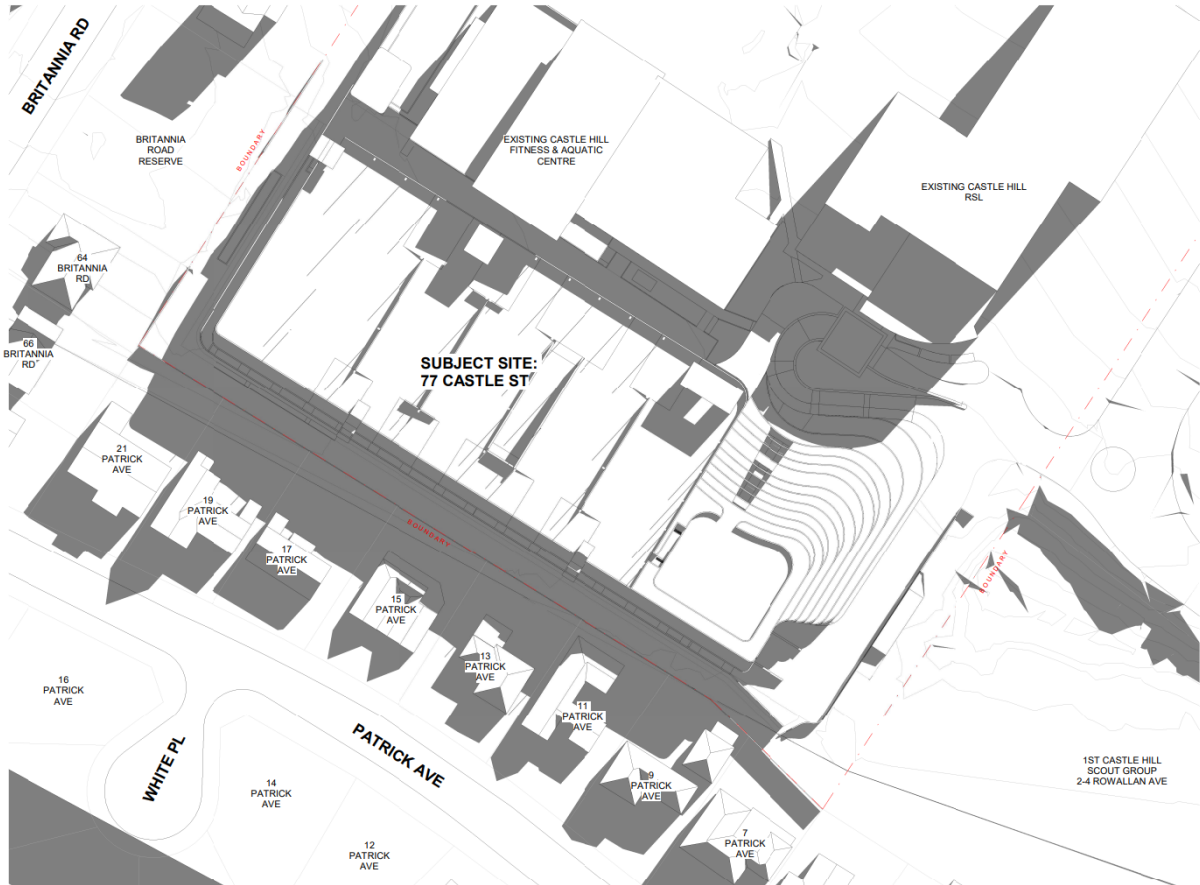 BRITANNIA RD
BRITANNIA
ROAD
RESERVE
BOUNDARY
EXISTING CASTLE HILL
FITNESS & AQUATIC
CENTRE
EXISTING CASTLE HILL
RSL
64
BRITANNIA
RD
66
BRITANNIA
RD
SUBJECT SITE:
77 CASTLE ST
21
PATRICK
AVE
19
PATRICK
AVE
17
PATRICK
AVE
BOUNDARY
15
PATRICK
AVE
13
PATRICK
AVE
11
PATRICK
AVE
9
PATRICK
AVE
7
PATRICK
AVE
BOUNDARY
16
PATRICK
AVE
WHITE PL
PATRICK AVE
14
PATRICK
AVE
12
PATRICK
AVE
1ST CASTLE HILL
SCOUT GROUP
2-4 ROWALLAN AVE